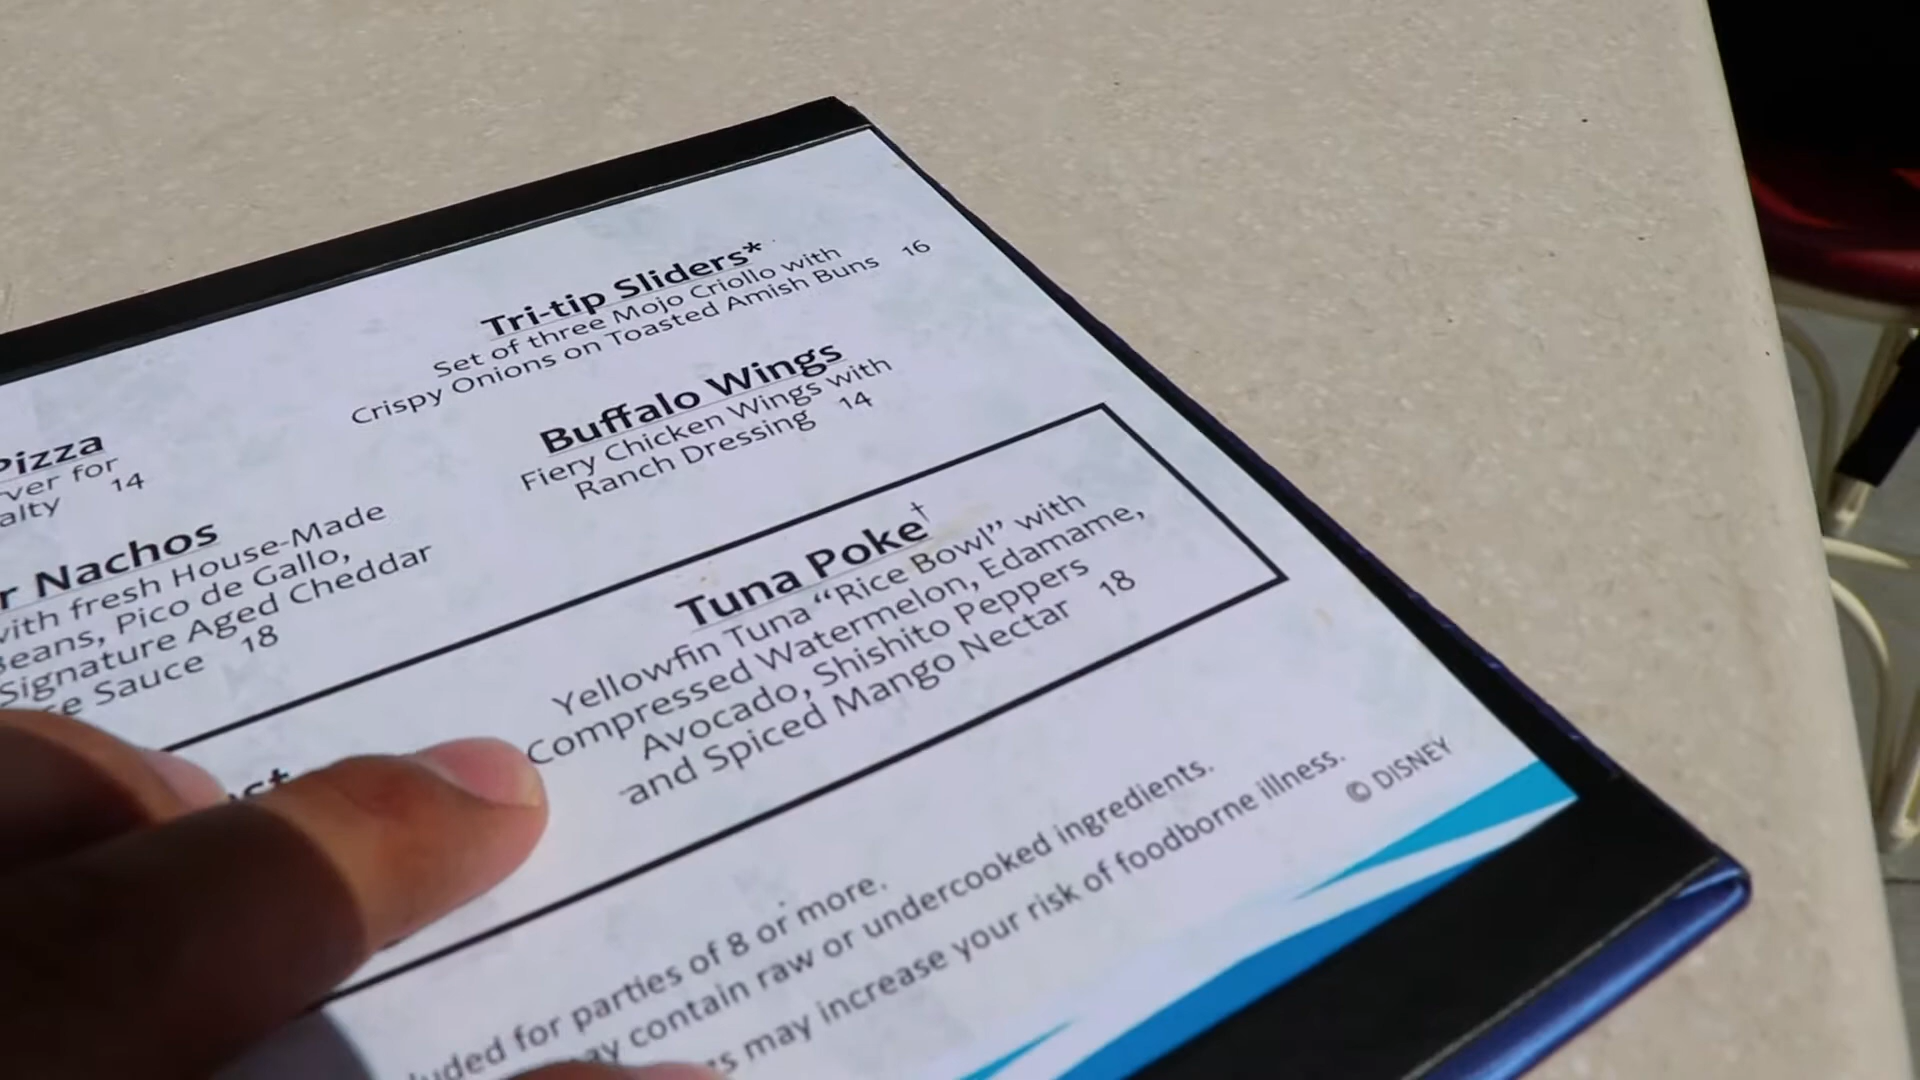 Tri-tip Sliders*
Set of three Mojo Criollo with
Crispy Onions on Toasted Amish Buns 16
Buffalo Wings
Fiery Chicken Wings with
Ranch Dressing 14
Pizza
for
14
Nachos
with fresh House-Made
Beans, Pico de Gallo,
Signature Aged Cheddar
Sauce 18
Tuna Poke†
Yellowfin Tuna “Rice Bowl” with
Compressed Watermelon, Edamame,
Avocado, Shishito Peppers
and Spiced Mango Nectar 18
for parties of 8 or more.
contain raw or undercooked ingredients.
may increase your risk of foodborne illness.
© DISNEY